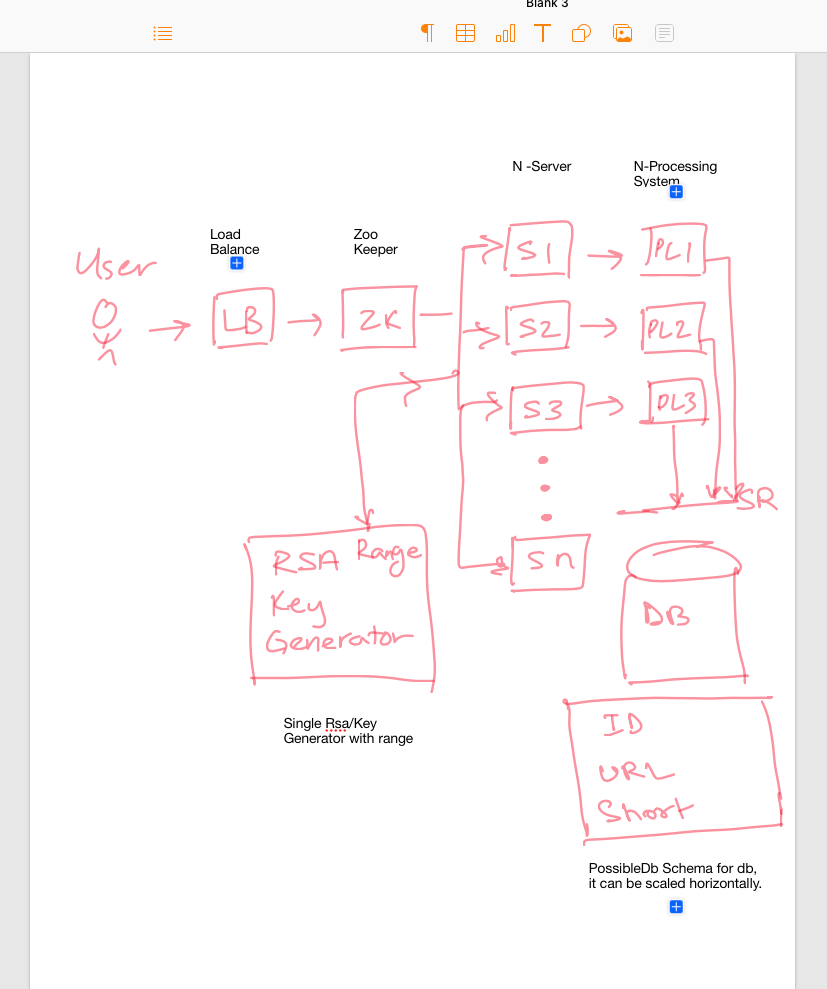 Blank 3
N -Server
N-Processing
System
Load
Balance
Zoo
Keeper
User
LB
ZK
S1
PL1
S2
PL2
S3
PL3
SR
Sn
RSA Range
Key
Generator
DB
ID
URL
Short
Single Rsa/Key
Generator with range
PossibleDb Schema for db,
it can be scaled horizontally.